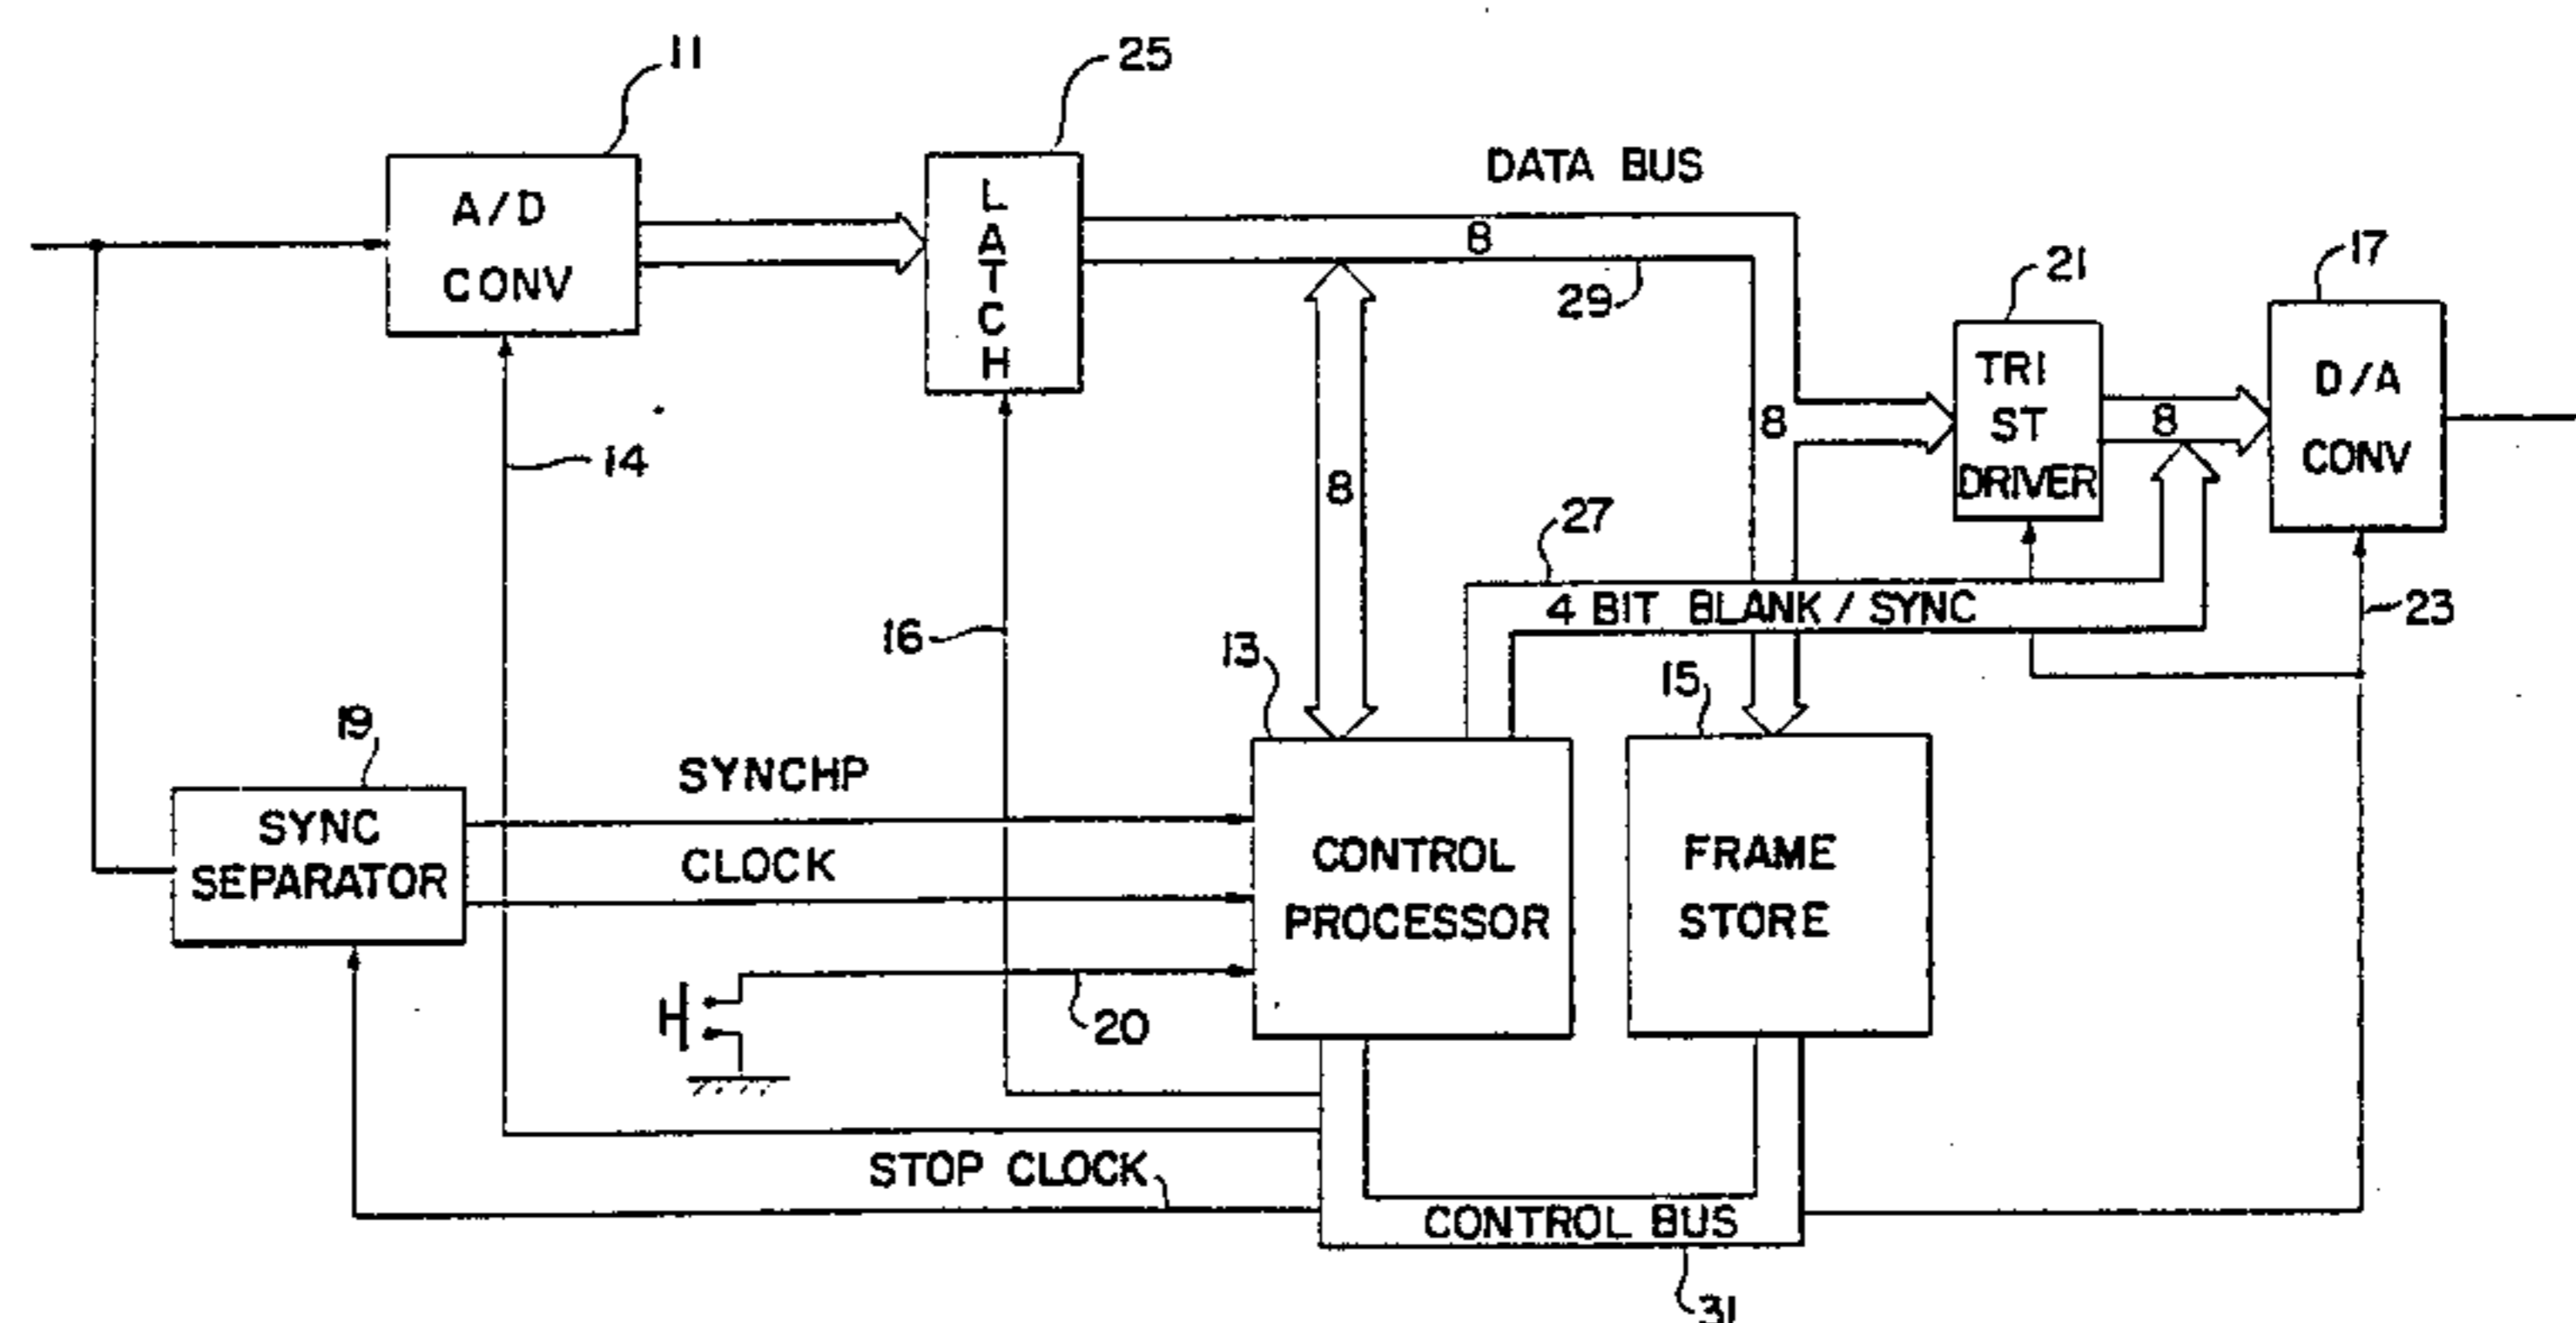 11
25
A/D
CONV
LATCH
DATA BUS
8
29
21
17
TRI
ST
DRIVER
8
8
D/A
CONV
14
8
27
4 BIT BLANK / SYNC
16
13
15
23
19
SYNC
SEPARATOR
SYNCHP
CLOCK
CONTROL
PROCESSOR
FRAME
STORE
20
STOP CLOCK
CONTROL BUS
31